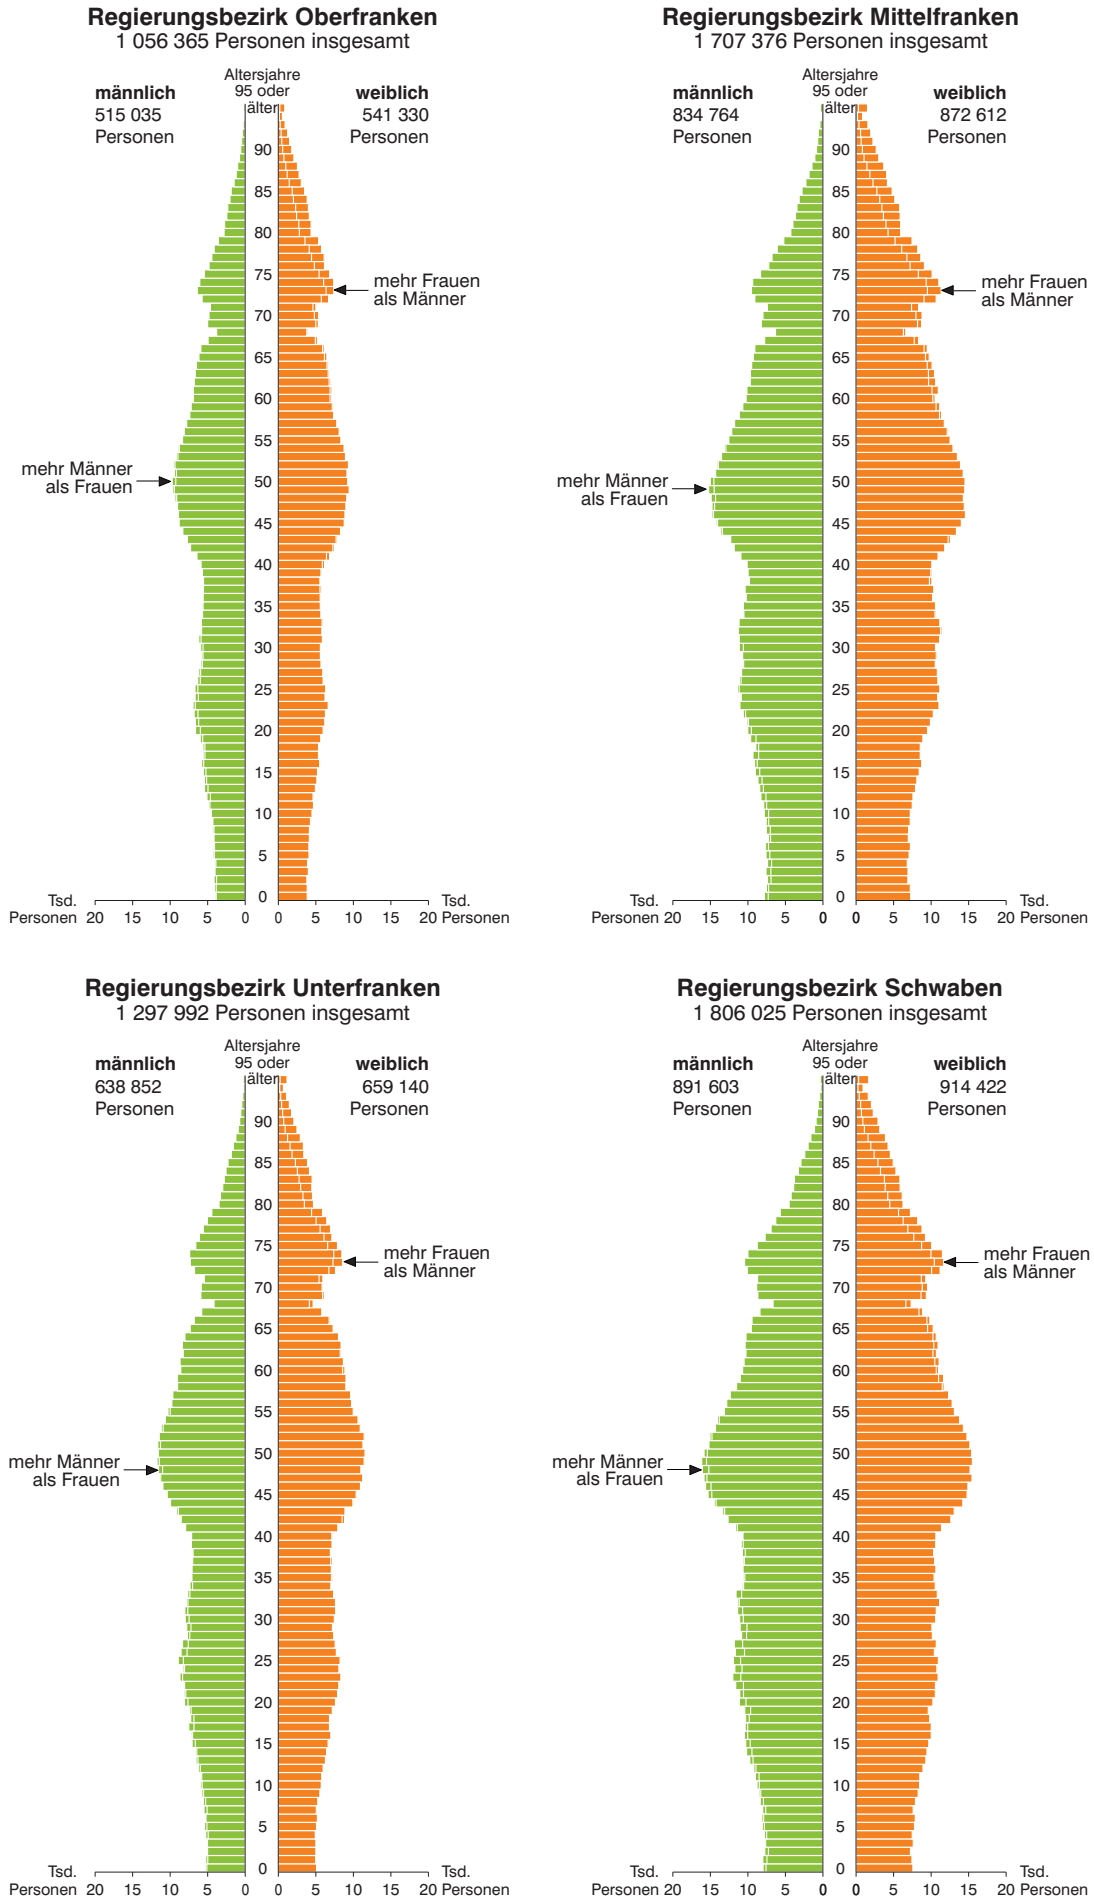 Regierungsbezirk Oberfranken
1 056 365 Personen insgesamt
männlich
515 035
Personen
Altersjahre
95 oder
älter
weiblich
541 330
Personen
90
85
80
75
70
65
60
55
50
45
40
35
30
25
20
15
10
5
0
mehr Frauen
als Männer
mehr Männer
als Frauen
Tsd.
Personen 20 15 10 5 0
0 5 10 15 20 Personen
Tsd.
Regierungsbezirk Mittelfranken
1 707 376 Personen insgesamt
männlich
834 764
Personen
Altersjahre
95 oder
älter
weiblich
872 612
Personen
90
85
80
75
70
65
60
55
50
45
40
35
30
25
20
15
10
5
0
mehr Frauen
als Männer
mehr Männer
als Frauen
Tsd.
Personen 20 15 10 5 0
0 5 10 15 20 Personen
Tsd.
Regierungsbezirk Unterfranken
1 297 992 Personen insgesamt
männlich
638 852
Personen
Altersjahre
95 oder
älter
weiblich
659 140
Personen
90
85
80
75
70
65
60
55
50
45
40
35
30
25
20
15
10
5
0
mehr Frauen
als Männer
mehr Männer
als Frauen
Tsd.
Personen 20 15 10 5 0
0 5 10 15 20 Personen
Tsd.
Regierungsbezirk Schwaben
1 806 025 Personen insgesamt
männlich
891 603
Personen
Altersjahre
95 oder
älter
weiblich
914 422
Personen
90
85
80
75
70
65
60
55
50
45
40
35
30
25
20
15
10
5
0
mehr Frauen
als Männer
mehr Männer
als Frauen
Tsd.
Personen 20 15 10 5 0
0 5 10 15 20 Personen
Tsd.